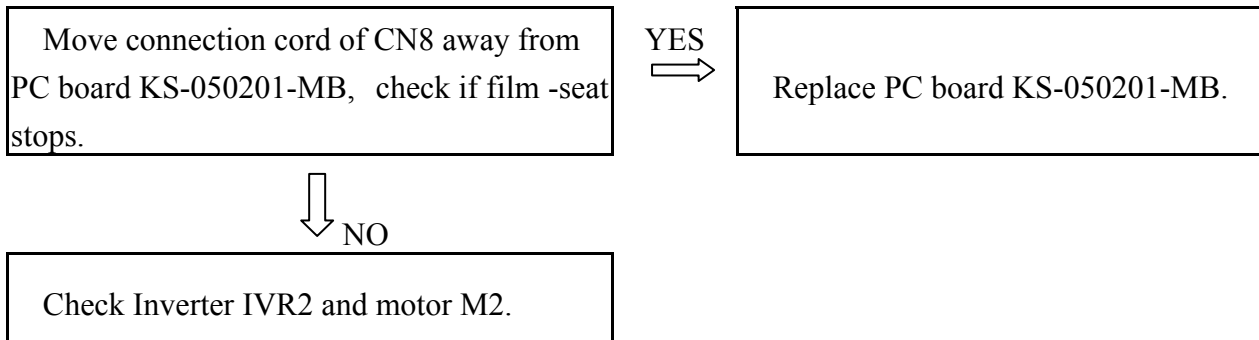 Move connection cord of CN8 away from
PC board KS-050201-MB, check if film -seat
stops.
YES
Replace PC board KS-050201-MB.
NO
Check Inverter IVR2 and motor M2.